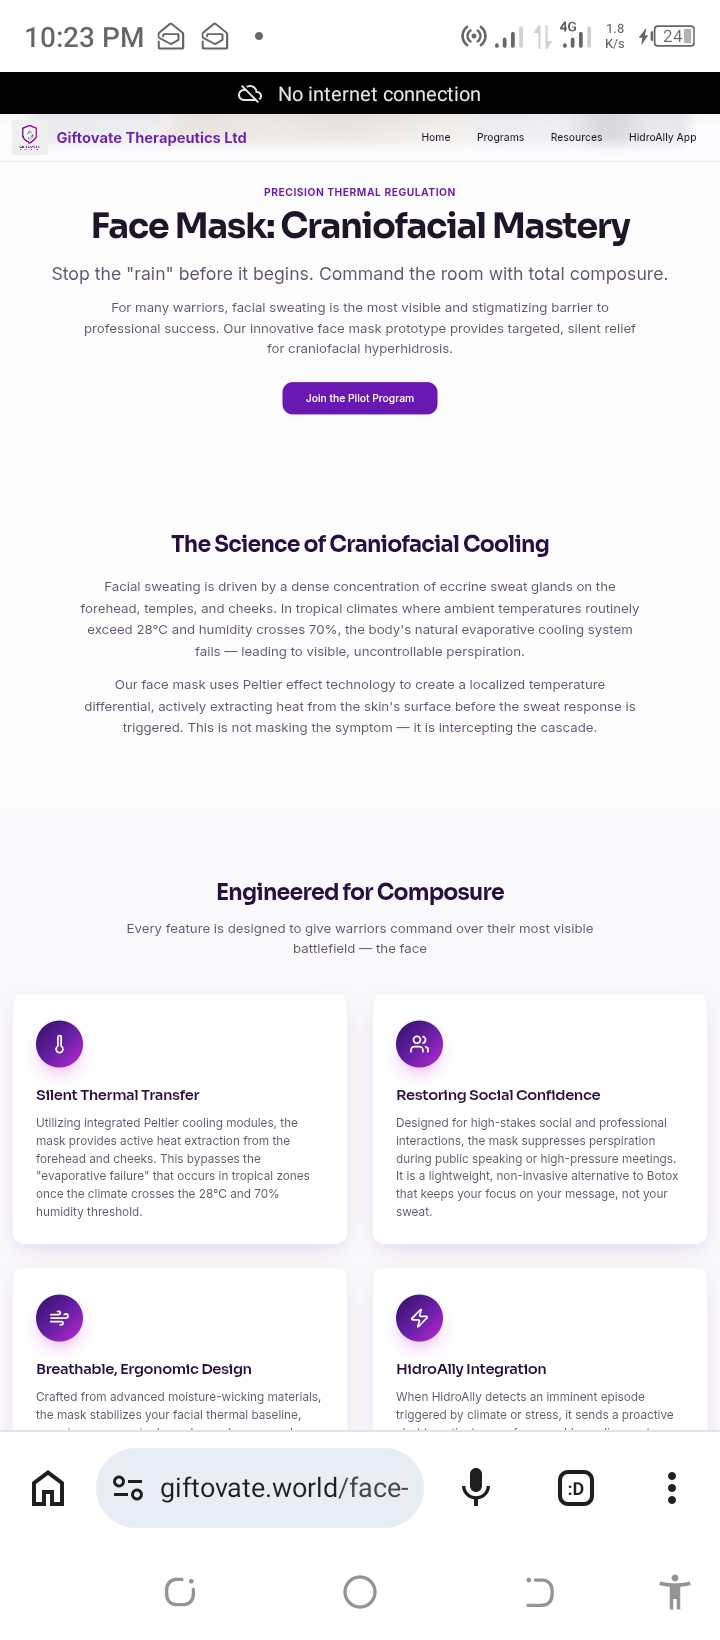 10:23 PM
4G
1.8
K/s
24
No internet connection
Giftovate Therapeutics Ltd
Home Programs Resources HidroAlly App
PRECISION THERMAL REGULATION
Face Mask: Craniofacial Mastery
Stop the "rain" before it begins. Command the room with total composure.
For many warriors, facial sweating is the most visible and stigmatizing barrier to
professional success. Our innovative face mask prototype provides targeted, silent relief
for craniofacial hyperhidrosis.
Join the Pilot Program
The Science of Craniofacial Cooling
Facial sweating is driven by a dense concentration of eccrine sweat glands on the
forehead, temples, and cheeks. In tropical climates where ambient temperatures routinely
exceed 28°C and humidity crosses 70%, the body's natural evaporative cooling system
fails — leading to visible, uncontrollable perspiration.
Our face mask uses Peltier effect technology to create a localized temperature
differential, actively extracting heat from the skin's surface before the sweat response is
triggered. This is not masking the symptom — it is intercepting the cascade.
Engineered for Composure
Every feature is designed to give warriors command over their most visible
battlefield — the face
Silent Thermal Transfer
Utilizing integrated Peltier cooling modules, the
mask provides active heat extraction from the
forehead and cheeks. This bypasses the
"evaporative failure" that occurs in tropical zones
once the climate crosses the 28°C and 70%
humidity threshold.
Restoring Social Confidence
Designed for high-stakes social and professional
interactions, the mask suppresses perspiration
during public speaking or high-pressure meetings.
It is a lightweight, non-invasive alternative to Botox
that keeps your focus on your message, not your
sweat.
Breathable, Ergonomic Design
Crafted from advanced moisture-wicking materials,
the mask stabilizes your facial thermal baseline,
HidroAlly Integration
When HidroAlly detects an imminent episode
triggered by climate or stress, it sends a proactive
giftovate.world/face-
:D